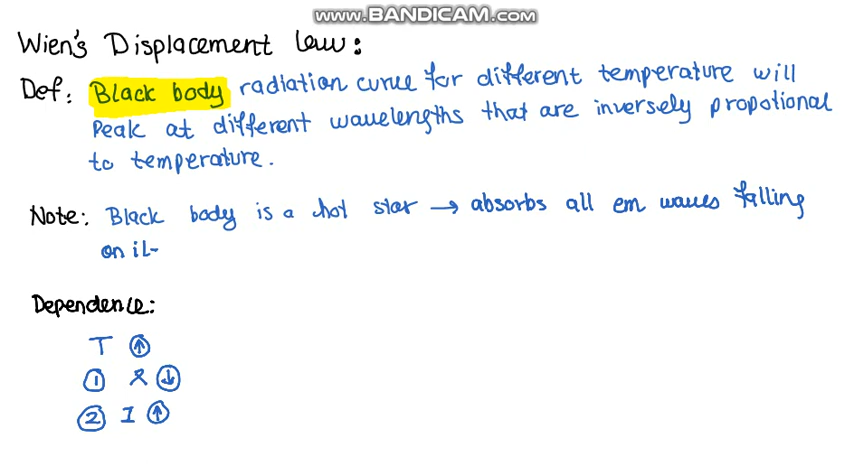 www.BANDICAM.com
Wien's Displacement law:
Def: Black body radiation curve for different temperature will
Peak at different wavelengths that are inversely propotional
to temperature.
Note: Black body is a hot star → absorbs all em waves falling
on it-
Dependence:
T ↑
① λ ↓
② I ↑